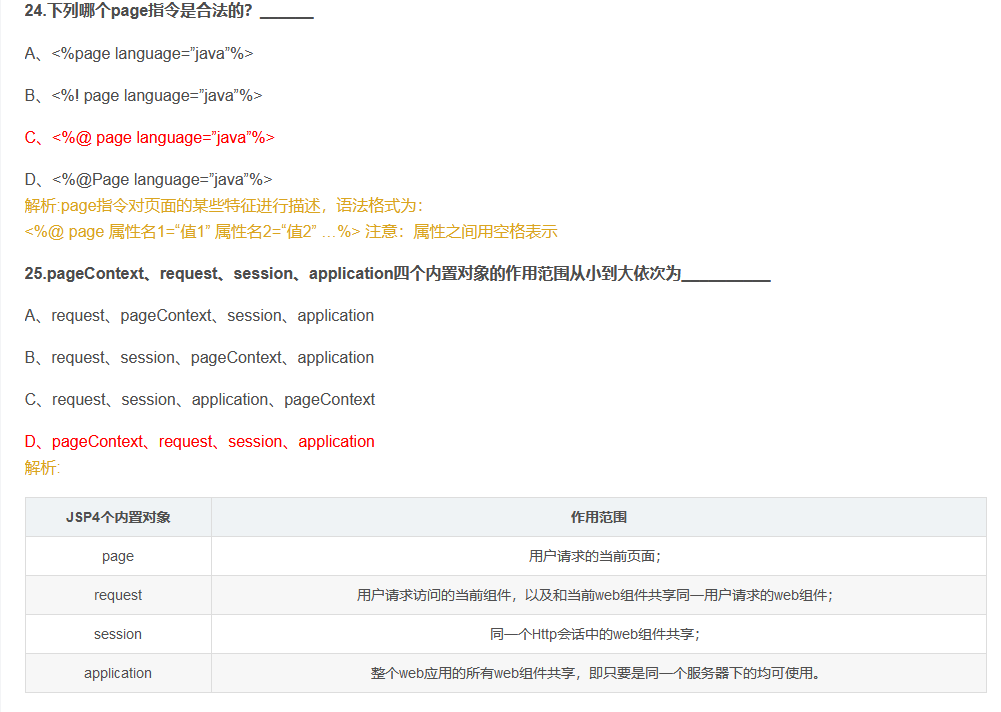 24.下列哪个page指令是合法的？______
A、<%page language=”java”%>
B、<%! page language=”java”%>
C、<%@ page language=”java”%>
D、<%@Page language=”java”%>
解析:page指令对页面的某些特征进行描述，语法格式为：
<%@ page 属性名1=“值1” 属性名2=“值2” …%> 注意：属性之间用空格表示
25.pageContext、request、session、application四个内置对象的作用范围从小到大依次为__________
A、request、pageContext、session、application
B、request、session、pageContext、application
C、request、session、application、pageContext
D、pageContext、request、session、application
解析:
JSP4个内置对象 作用范围
page 用户请求的当前页面；
request 用户请求访问的当前组件，以及和当前web组件共享同一用户请求的web组件；
session 同一个Http会话中的web组件共享；
application 整个web应用的所有web组件共享，即只要是同一个服务器下的均可使用。